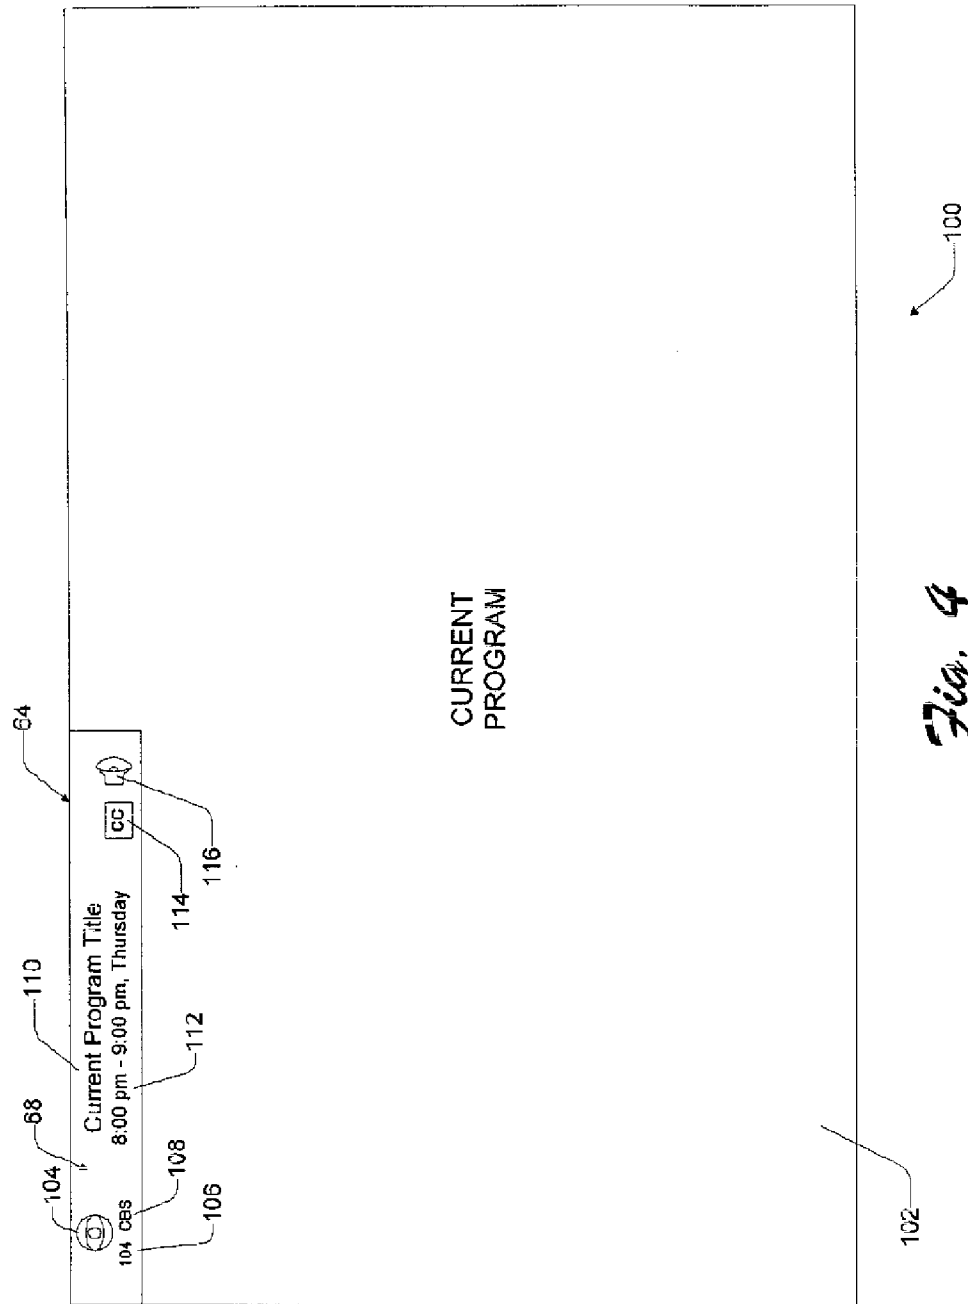 64
110
68
104
Current Program Title
8:00 pm - 9:00 pm, Thursday
CC
104 CBS
106
108
112
114
116
CURRENT
PROGRAM
102
100
Fig. 4